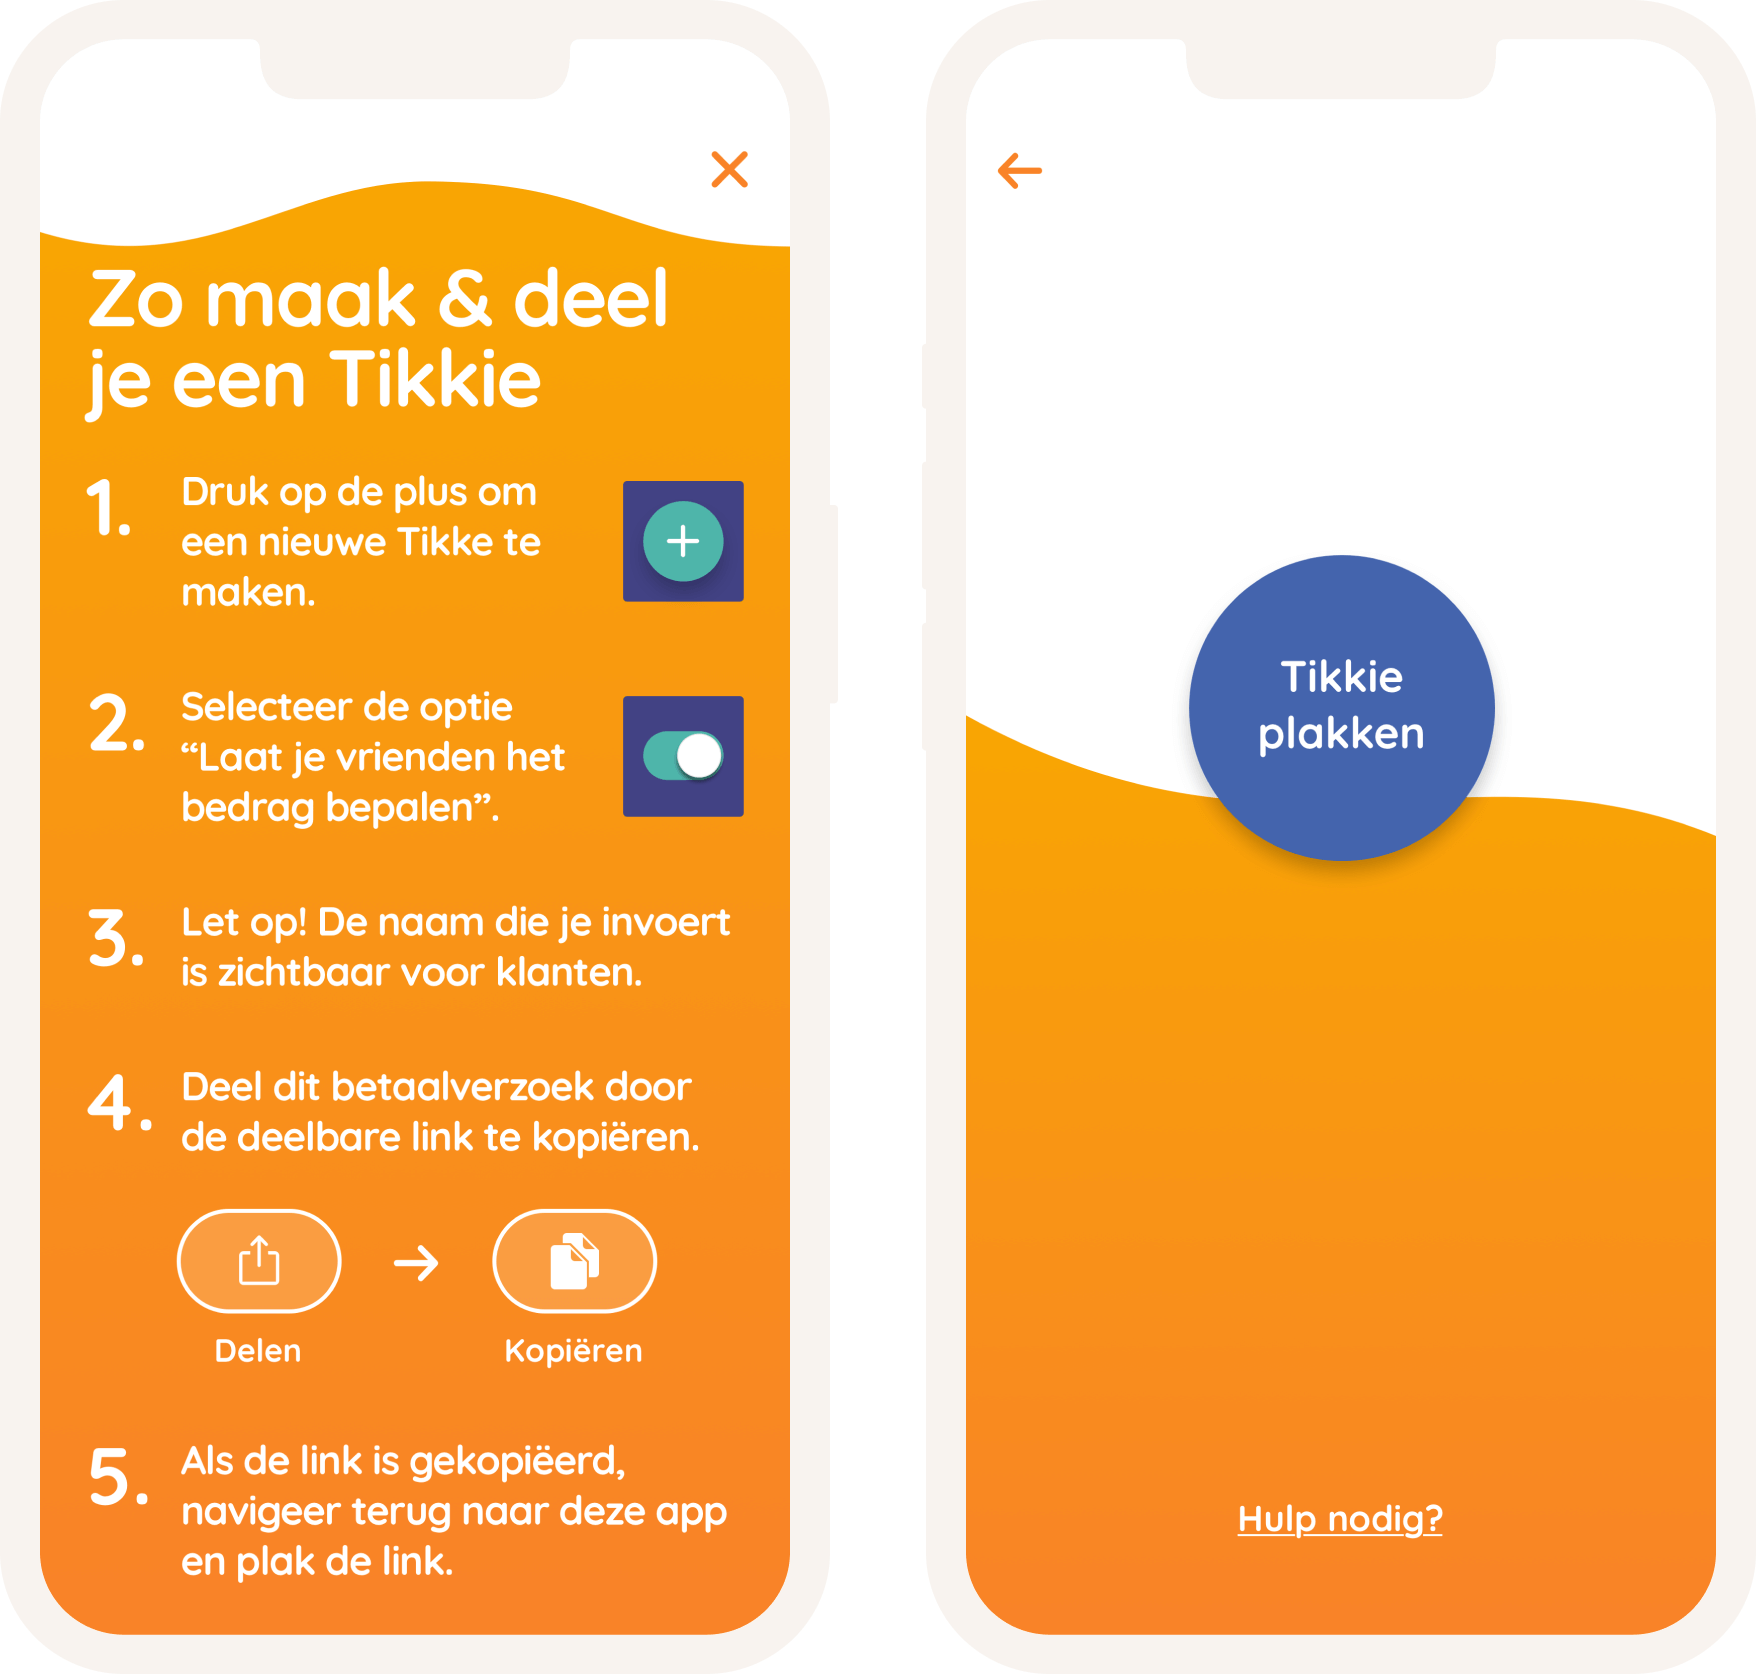 Zo maak & deel
je een Tikkie
1.
Druk op de plus om
een nieuwe Tikke te
maken.
2.
Selecteer de optie
“Laat je vrienden het
bedrag bepalen”.
3.
Let op! De naam die je invoert
is zichtbaar voor klanten.
4.
Deel dit betaalverzoek door
de deelbare link te kopiëren.
Delen
Kopiëren
5.
Als de link is gekopiëerd,
navigeer terug naar deze app
en plak de link.
Tikkie
plakken
Hulp nodig?